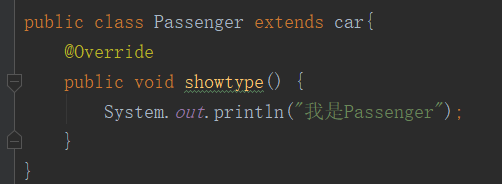 public class Passenger extends car{
@Override
public void showtype() {
System.out.println("我是Passenger");
}
}